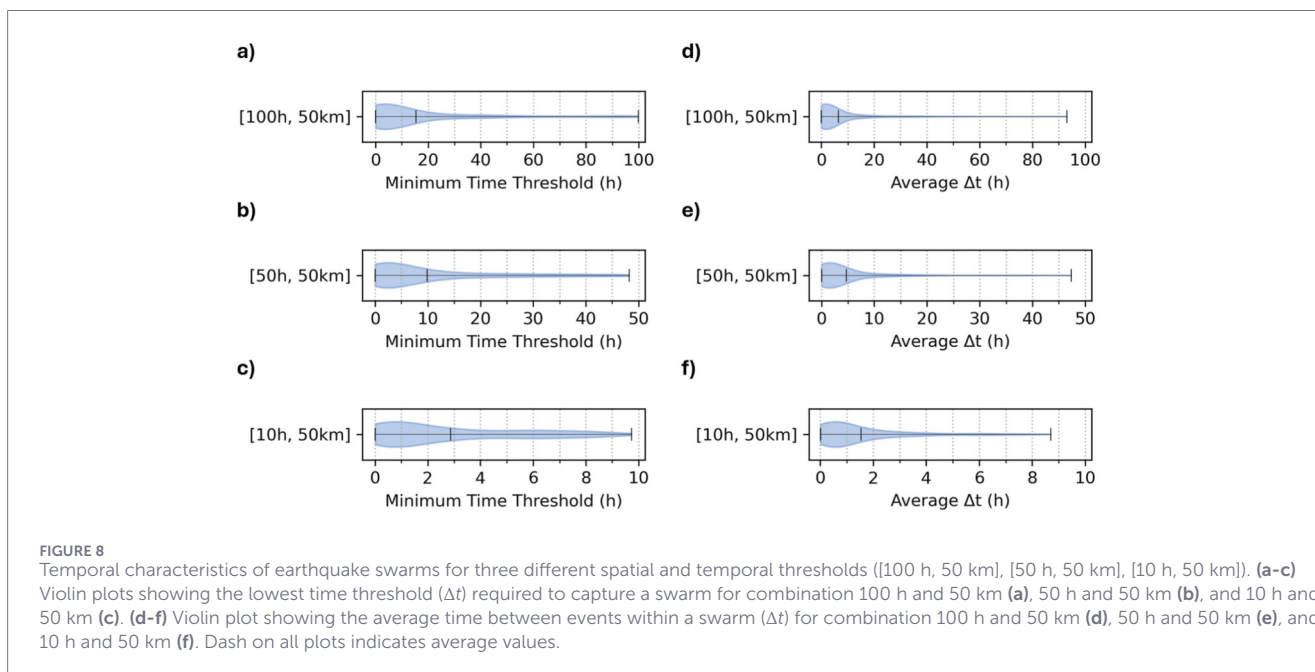 a)
[100h, 50km]
0 20 40 60 80 100
Minimum Time Threshold (h)
d)
[100h, 50km]
0 20 40 60 80 100
Average Δt (h)
b)
[50h, 50km]
0 10 20 30 40 50
Minimum Time Threshold (h)
e)
[50h, 50km]
0 10 20 30 40 50
Average Δt (h)
c)
[10h, 50km]
0 2 4 6 8 10
Minimum Time Threshold (h)
f)
[10h, 50km]
0 2 4 6 8 10
Average Δt (h)
FIGURE 8
Temporal characteristics of earthquake swarms for three different spatial and temporal thresholds ([100 h, 50 km], [50 h, 50 km], [10 h, 50 km]). (a-c)
Violin plots showing the lowest time threshold (Δt) required to capture a swarm for combination 100 h and 50 km (a), 50 h and 50 km (b), and 10 h and
50 km (c). (d-f) Violin plot showing the average time between events within a swarm (Δt) for combination 100 h and 50 km (d), 50 h and 50 km (e), and
10 h and 50 km (f). Dash on all plots indicates average values.